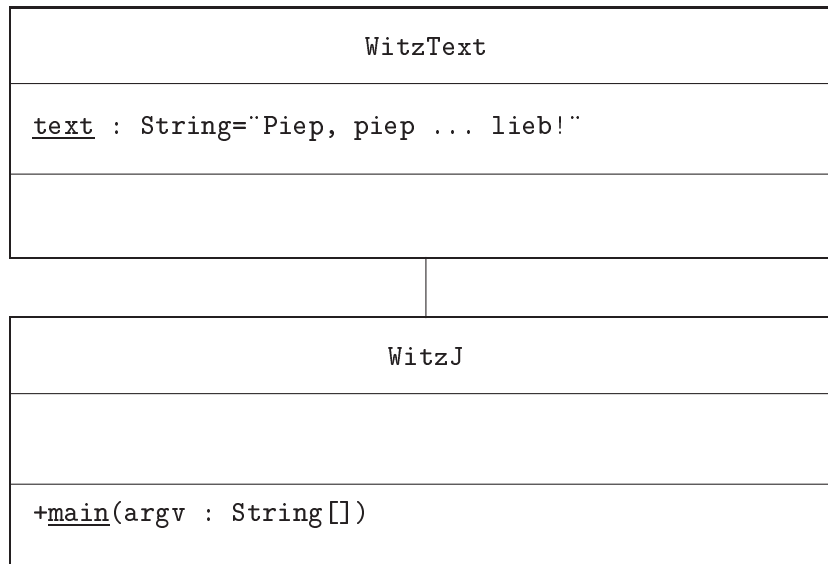 WitzText
text : String=¨Piep, piep ... lieb!¨
WitzJ
+main(argv : String[])